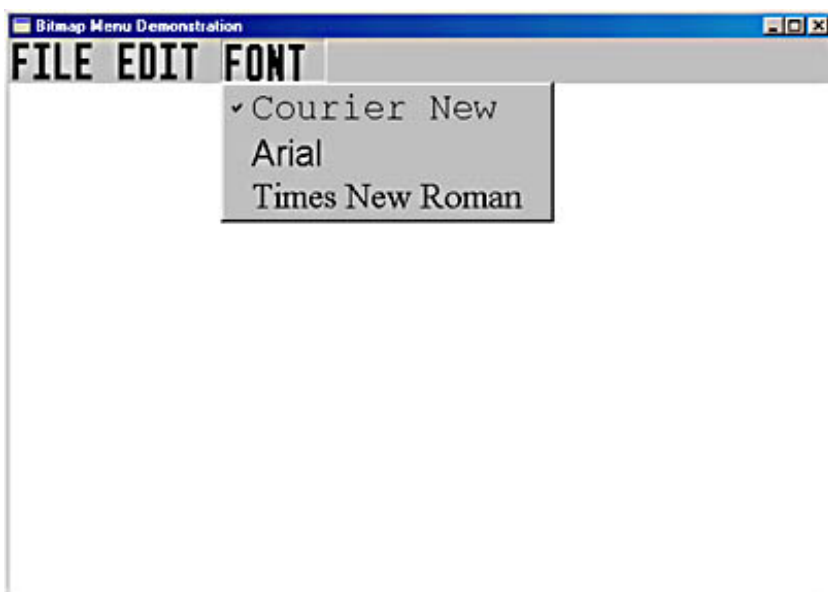 Bitmap Menu Demonstration
FILE EDIT FONT
Courier New
Arial
Times New Roman